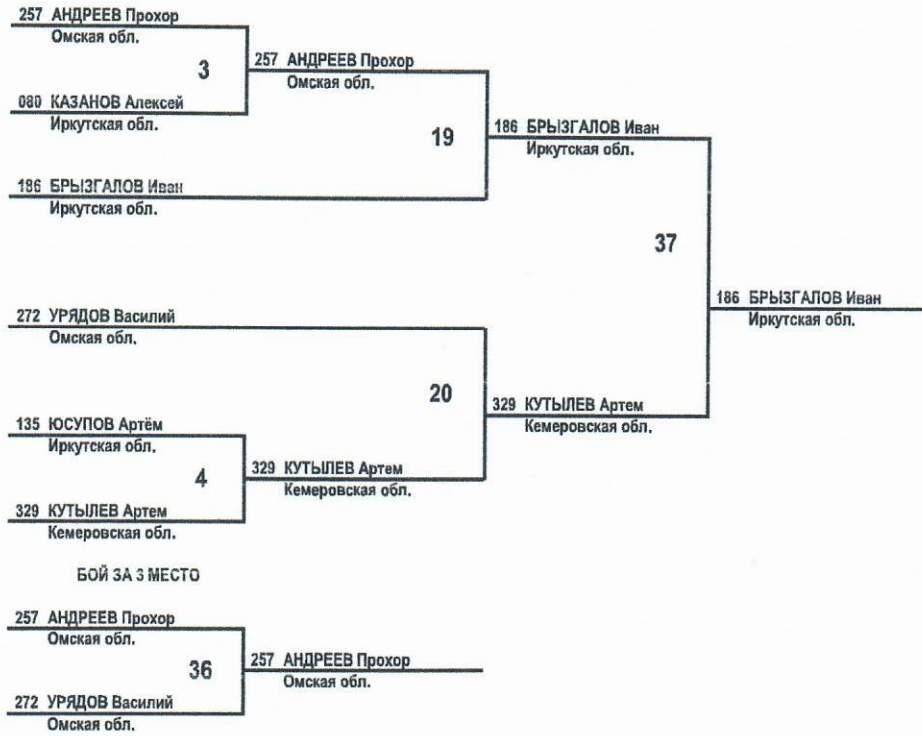 257 АНДРЕЕВ Прохор
Омская обл.
3
257 АНДРЕЕВ Прохор
Омская обл.
080 КАЗАНОВ Алексей
Иркутская обл.
19
186 БРЫЗГАЛОВ Иван
Иркутская обл.
186 БРЫЗГАЛОВ Иван
Иркутская обл.
37
186 БРЫЗГАЛОВ Иван
Иркутская обл.
272 УРЯДОВ Василий
Омская обл.
20
329 КУТЫЛЕВ Артем
Кемеровская обл.
135 ЮСУПОВ Артём
Иркутская обл.
4
329 КУТЫЛЕВ Артем
Кемеровская обл.
329 КУТЫЛЕВ Артем
Кемеровская обл.
БОЙ ЗА 3 МЕСТО
257 АНДРЕЕВ Прохор
Омская обл.
36
257 АНДРЕЕВ Прохор
Омская обл.
272 УРЯДОВ Василий
Омская обл.